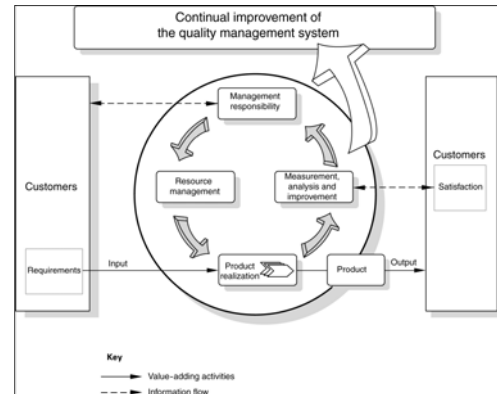 Continual improvement of
the quality management system
Management
responsibility
Customers
Resource
management
Measurement,
analysis and
improvement
Customers
Satisfaction
Requirements
Input
Product
realization
Product
Output
Key
Value-adding activities
Information flow